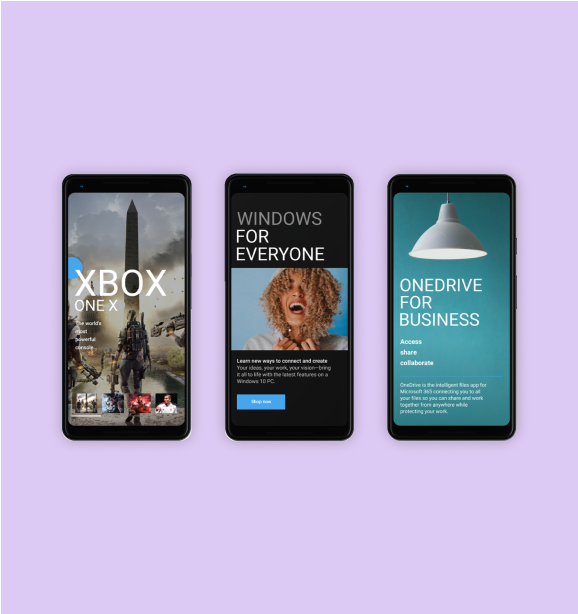 XBOX
ONE X
The world's
most
powerful
console...
WINDOWS
FOR
EVERYONE
Learn new ways to connect and create
Your ideas, your work, your vision—bring
it all to life with the latest features on a
Windows 10 PC.
Shop now
ONEDRIVE
FOR
BUSINESS
Access
share
collaborate
OneDrive is the intelligent files app for
Microsoft 365 connecting you to all
your files so you can share and work
together from anywhere while
protecting your work.